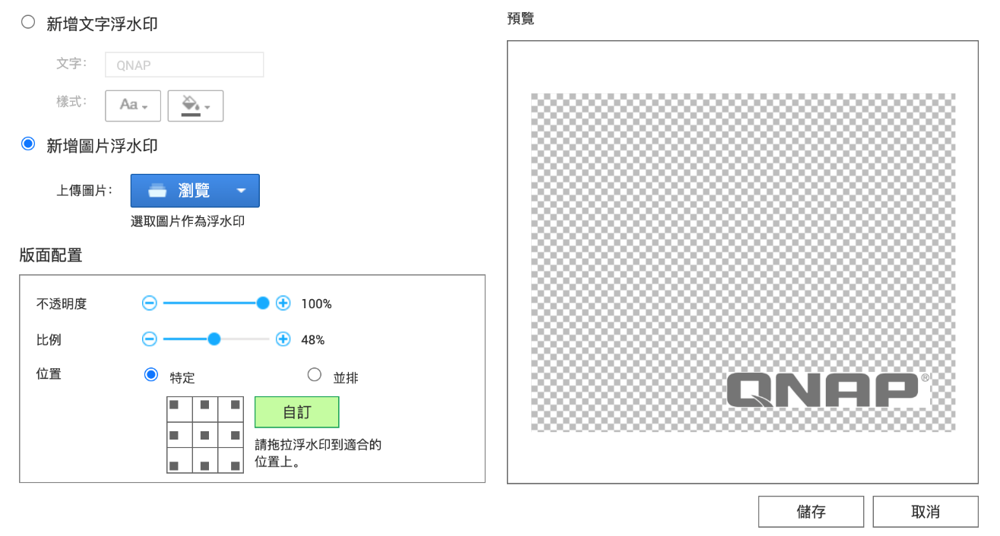 新增文字浮水印
文字：
QNAP
樣式：
Aa
新增圖片浮水印
上傳圖片：
瀏覽
選取圖片作為浮水印
版面配置
不透明度
100%
比例
48%
位置
特定
並排
自訂
請拖拉浮水印到適合的
位置上。
預覽
QNAP®
儲存
取消